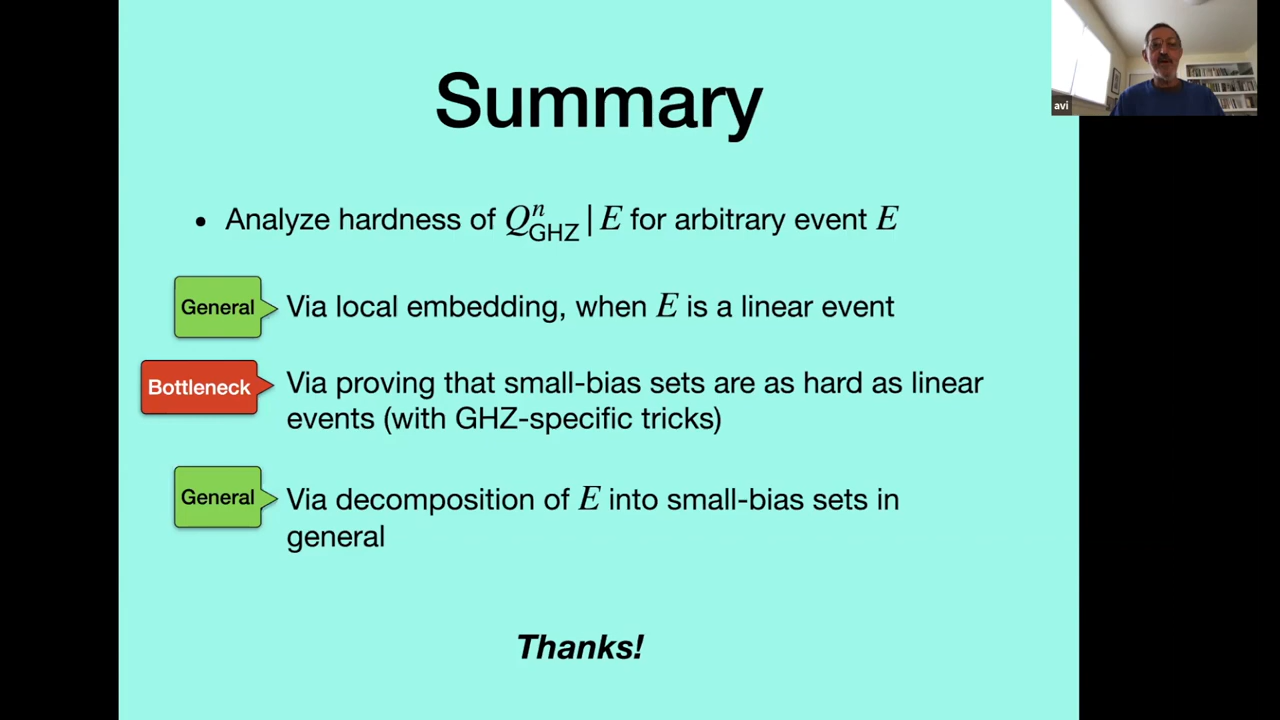 avi
Summary
• Analyze hardness of Qⁿ_GHZ | E for arbitrary event E
General
Via local embedding, when E is a linear event
Bottleneck
Via proving that small-bias sets are as hard as linear
events (with GHZ-specific tricks)
General
Via decomposition of E into small-bias sets in
general
Thanks!